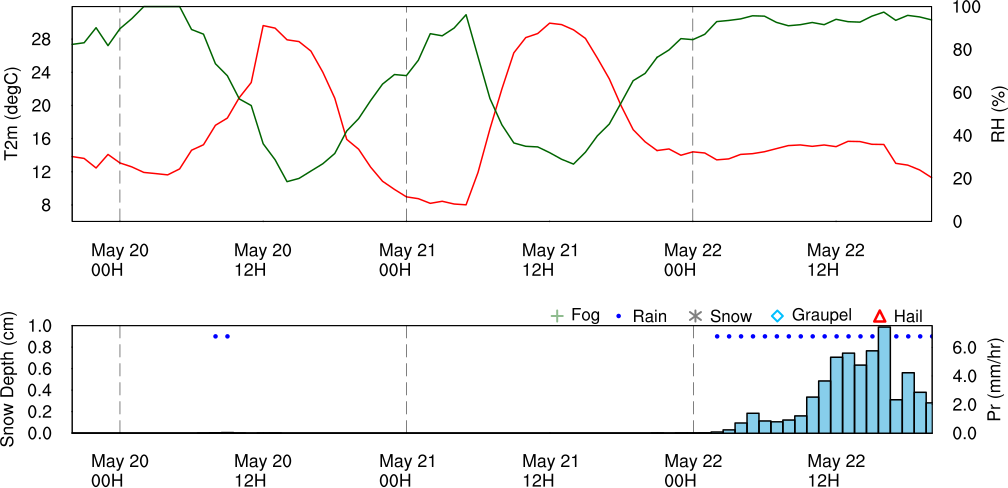 T2m (degC)
28
24
20
16
12
8
100
80
60
40
20
0
RH (%)
May 20 May 20 May 21 May 21 May 22 May 22
00H 12H 00H 12H 00H 12H
Fog Rain Snow Graupel Hail
Snow Depth (cm)
1.0
0.8
0.6
0.4
0.2
0.0
6.0
4.0
2.0
0.0
Pr (mm/hr)
May 20 May 20 May 21 May 21 May 22 May 22
00H 12H 00H 12H 00H 12H